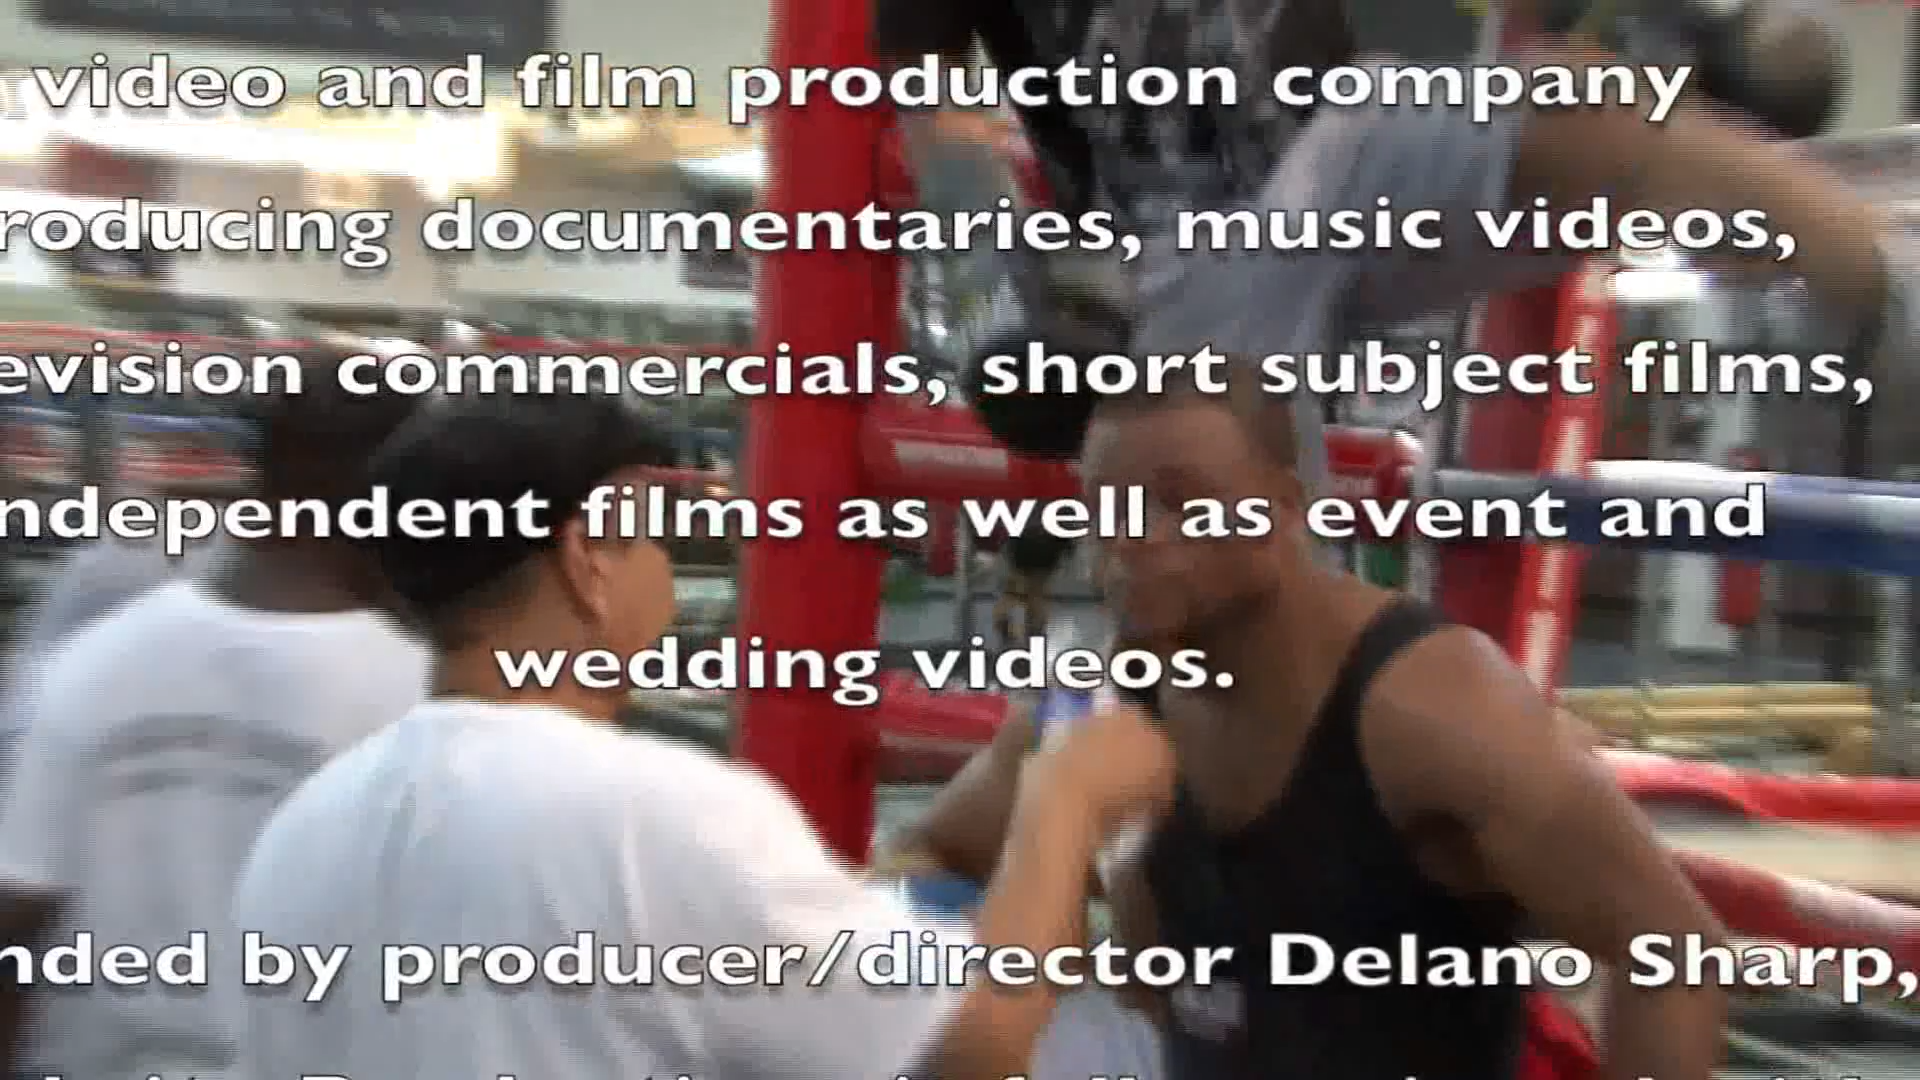 video and film production company
roducing documentaries, music videos,
evision commercials, short subject films,
ndependent films as well as event and
wedding videos.
nded by producer/director Delano Sharp,